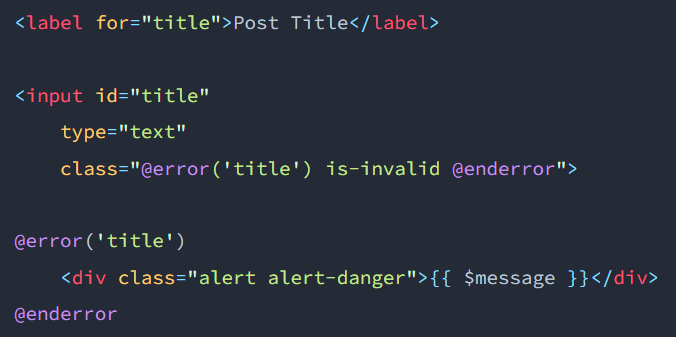 <label for="title">Post Title</label>
<input id="title"
type="text"
class="@error('title') is-invalid @enderror">
@error('title')
<div class="alert alert-danger">{{ $message }}</div>
@enderror